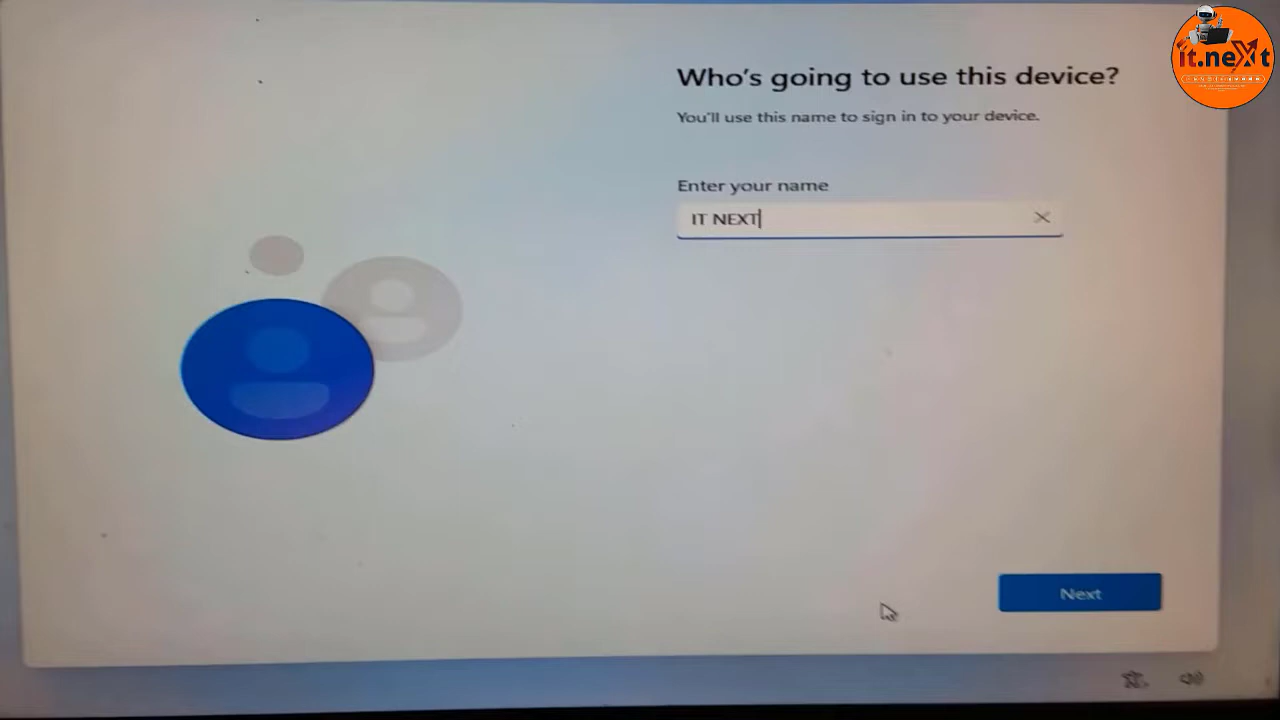 Who's going to use this device?
You'll use this name to sign in to your device.
Enter your name
IT NEXT
Next
it.neXt